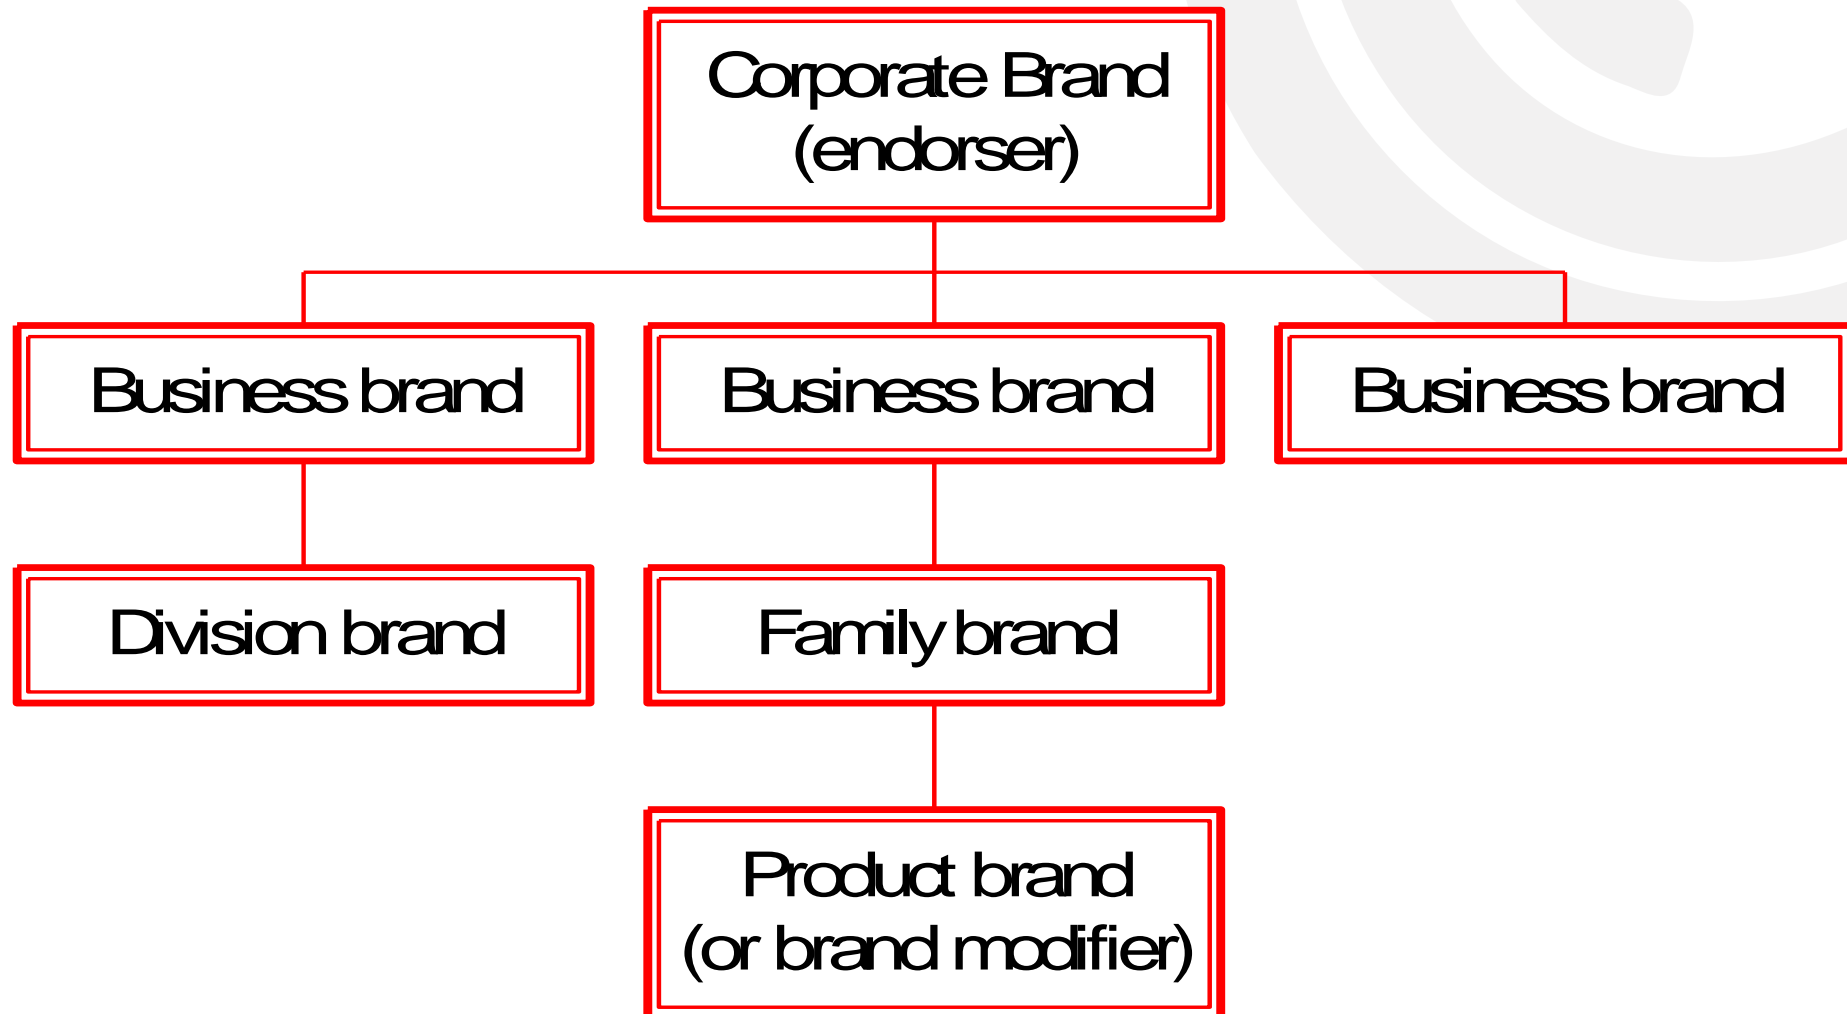 Corporate Brand
(endorser)
Business brand
Business brand
Business brand
Division brand
Family brand
Product brand
(or brand modifier)